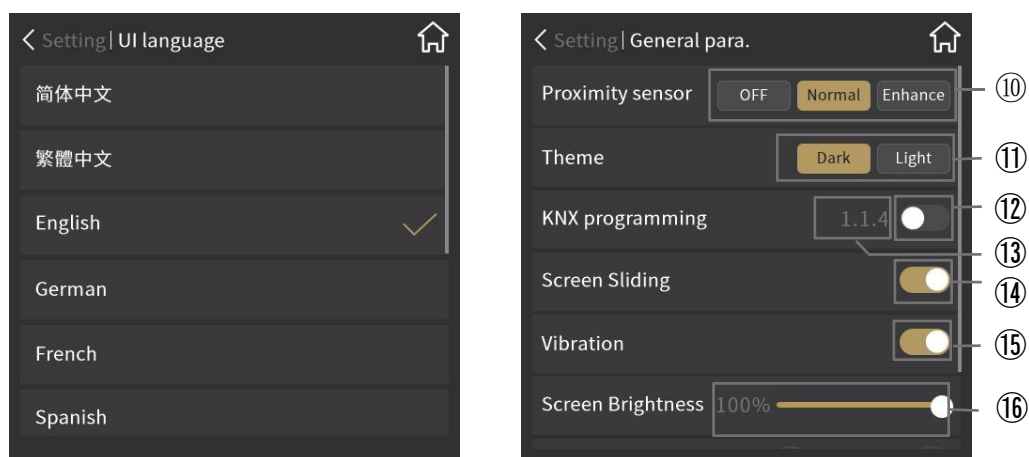 Setting | UI language
简体中文
繁體中文
English
German
French
Spanish
Setting | General para.
Proximity sensor OFF Normal Enhance ⑩
Theme Dark Light ⑪
KNX programming 1.1.4 ⑫
⑬
Screen Sliding ⑭
Vibration ⑮
Screen Brightness 100% ⑯